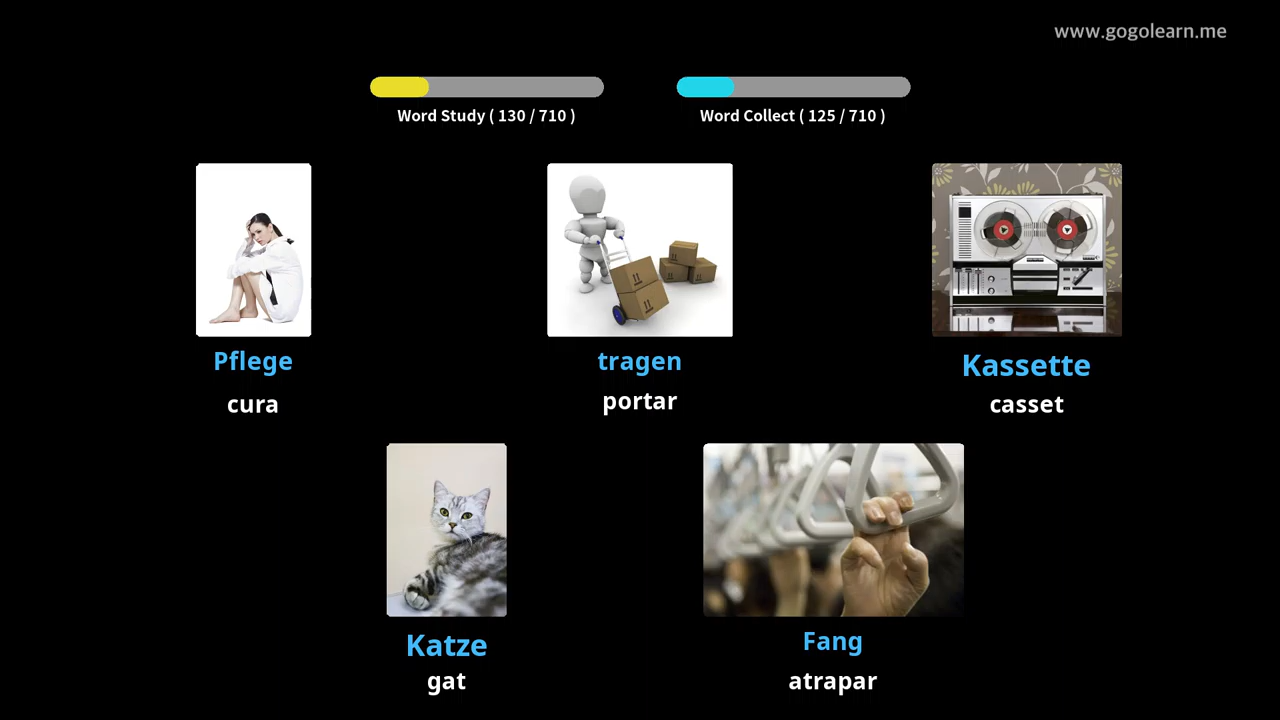 www.gogolearn.me
Word Study ( 130 / 710 )
Word Collect ( 125 / 710 )
Pflege
cura
tragen
portar
Kassette
casset
Katze
gat
Fang
atrapar